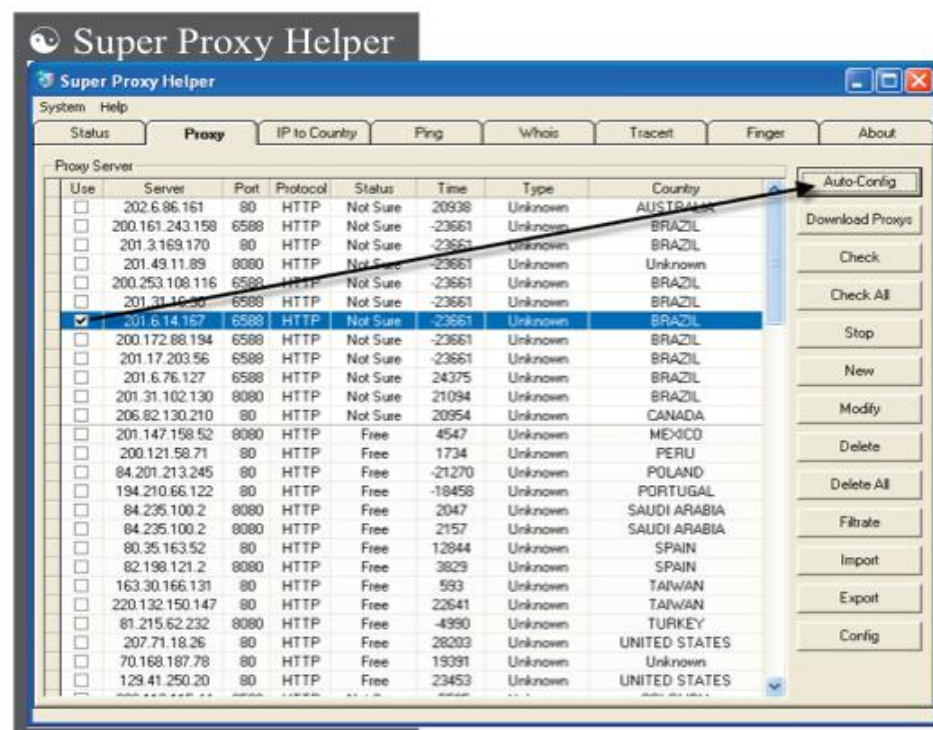 Super Proxy Helper
Super Proxy Helper
System Help
Status Proxy IP to Country Ping Whois Tracert Finger About
Proxy Server
Use Server Port Protocol Status Time Type Country
202.6.86.161 80 HTTP Not Sure 20938 Unknown AUSTRALIA
200.161.243.158 6588 HTTP Not Sure -23661 Unknown BRAZIL
201.3.169.170 80 HTTP Not Sure -23661 Unknown BRAZIL
201.49.11.89 8080 HTTP Not Sure -23661 Unknown Unknown
200.253.108.116 6588 HTTP Not Sure -23661 Unknown BRAZIL
6588 HTTP Not Sure -23661 Unknown BRAZIL
201.6.14.167 6588 HTTP Not Sure -23661 Unknown BRAZIL
200.172.88.194 6588 HTTP Not Sure -23661 Unknown BRAZIL
201.17.203.56 6588 HTTP Not Sure -23661 Unknown BRAZIL
201.6.76.127 6588 HTTP Not Sure 24375 Unknown BRAZIL
201.31.102.130 8080 HTTP Not Sure 21094 Unknown BRAZIL
206.82.130.210 80 HTTP Not Sure 20954 Unknown CANADA
201.147.158.52 8080 HTTP Free 4547 Unknown MEXICO
200.121.58.71 80 HTTP Free 1734 Unknown PERU
84.201.213.245 80 HTTP Free -21270 Unknown POLAND
194.210.66.122 80 HTTP Free -18458 Unknown PORTUGAL
84.235.100.2 8080 HTTP Free 2047 Unknown SAUDI ARABIA
84.235.100.2 8080 HTTP Free 2157 Unknown SAUDI ARABIA
80.35.163.52 80 HTTP Free 12844 Unknown SPAIN
82.198.121.2 8080 HTTP Free 3829 Unknown SPAIN
163.30.166.131 80 HTTP Free 593 Unknown TAIWAN
220.132.150.147 80 HTTP Free 22641 Unknown TAIWAN
81.215.62.232 8080 HTTP Free -4990 Unknown TURKEY
207.71.18.26 80 HTTP Free 28203 Unknown UNITED STATES
70.168.187.78 80 HTTP Free 19391 Unknown Unknown
129.41.250.20 80 HTTP Free 23453 Unknown UNITED STATES
Auto-Config
Download Proxys
Check
Check All
Stop
New
Modify
Delete
Delete All
Filtrate
Import
Export
Config